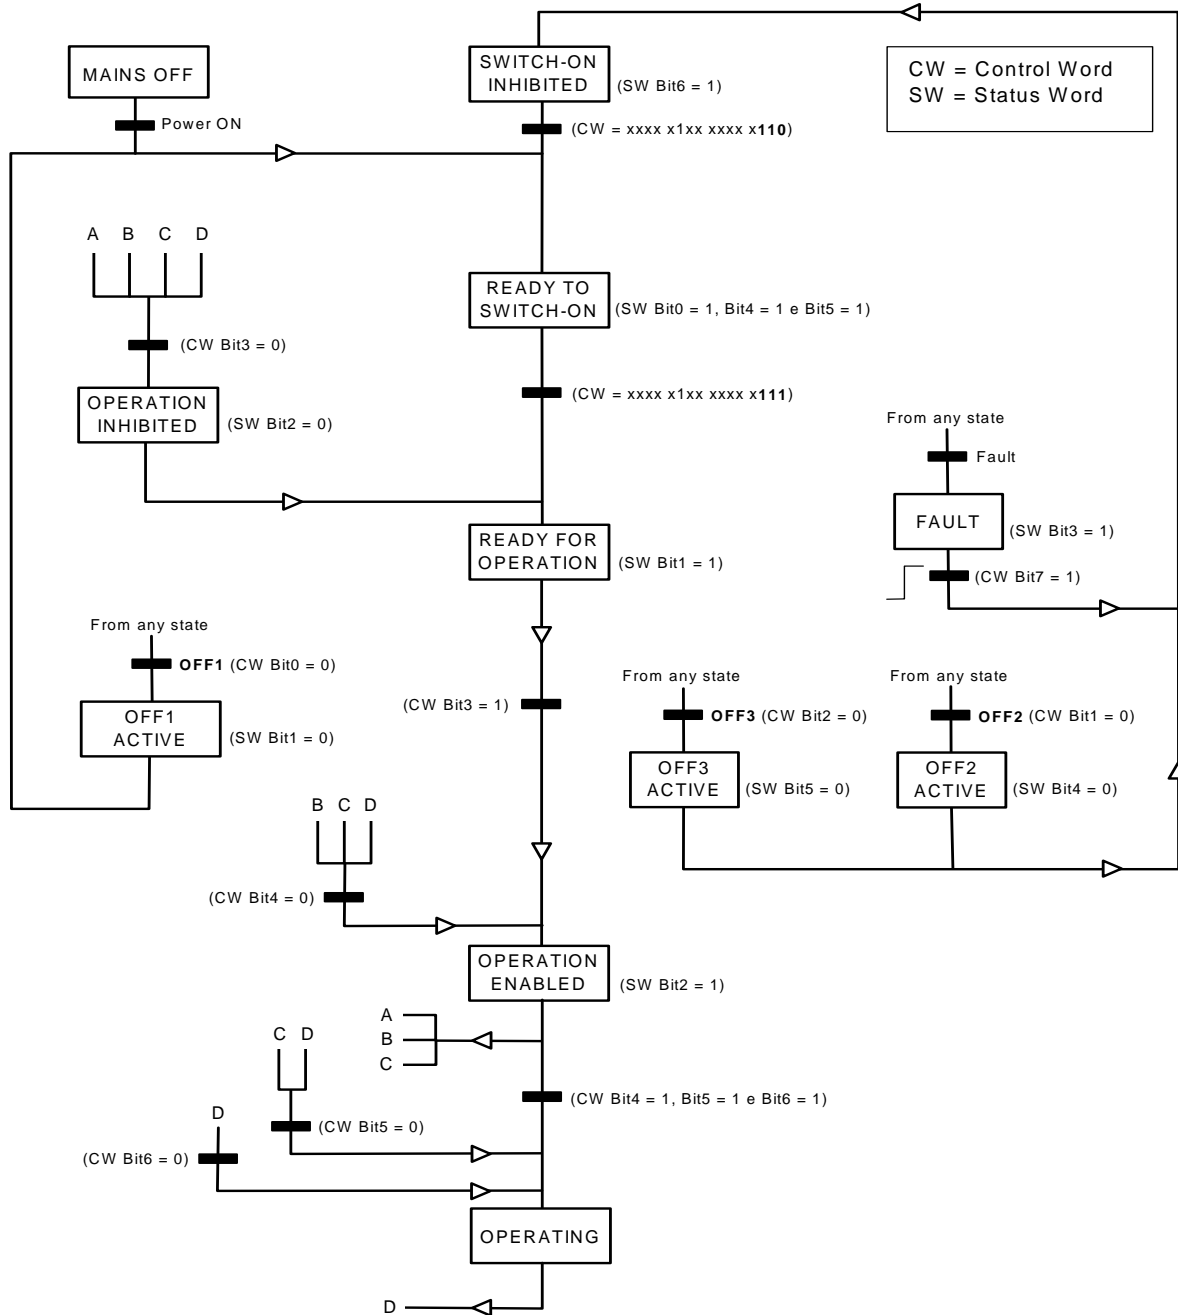 SWITCH-ON
INHIBITED
(SW Bit6 = 1)
MAINS OFF
CW = Control Word
SW = Status Word
Power ON
(CW = xxxx x1xx xxxx x110)
A B C D
READY TO
SWITCH-ON
(SW Bit0 = 1, Bit4 = 1 e Bit5 = 1)
(CW Bit3 = 0)
(CW = xxxx x1xx xxxx x111)
OPERATION
INHIBITED
(SW Bit2 = 0)
From any state
Fault
FAULT
(SW Bit3 = 1)
READY FOR
OPERATION
(SW Bit1 = 1)
(CW Bit7 = 1)
From any state
OFF1 (CW Bit0 = 0)
OFF1
ACTIVE
(SW Bit1 = 0)
(CW Bit3 = 1)
From any state
OFF3 (CW Bit2 = 0)
OFF3
ACTIVE
(SW Bit5 = 0)
From any state
OFF2 (CW Bit1 = 0)
OFF2
ACTIVE
(SW Bit4 = 0)
B C D
(CW Bit4 = 0)
OPERATION
ENABLED
(SW Bit2 = 1)
A
B
C
C D
(CW Bit4 = 1, Bit5 = 1 e Bit6 = 1)
(CW Bit5 = 0)
D
(CW Bit6 = 0)
OPERATING
D